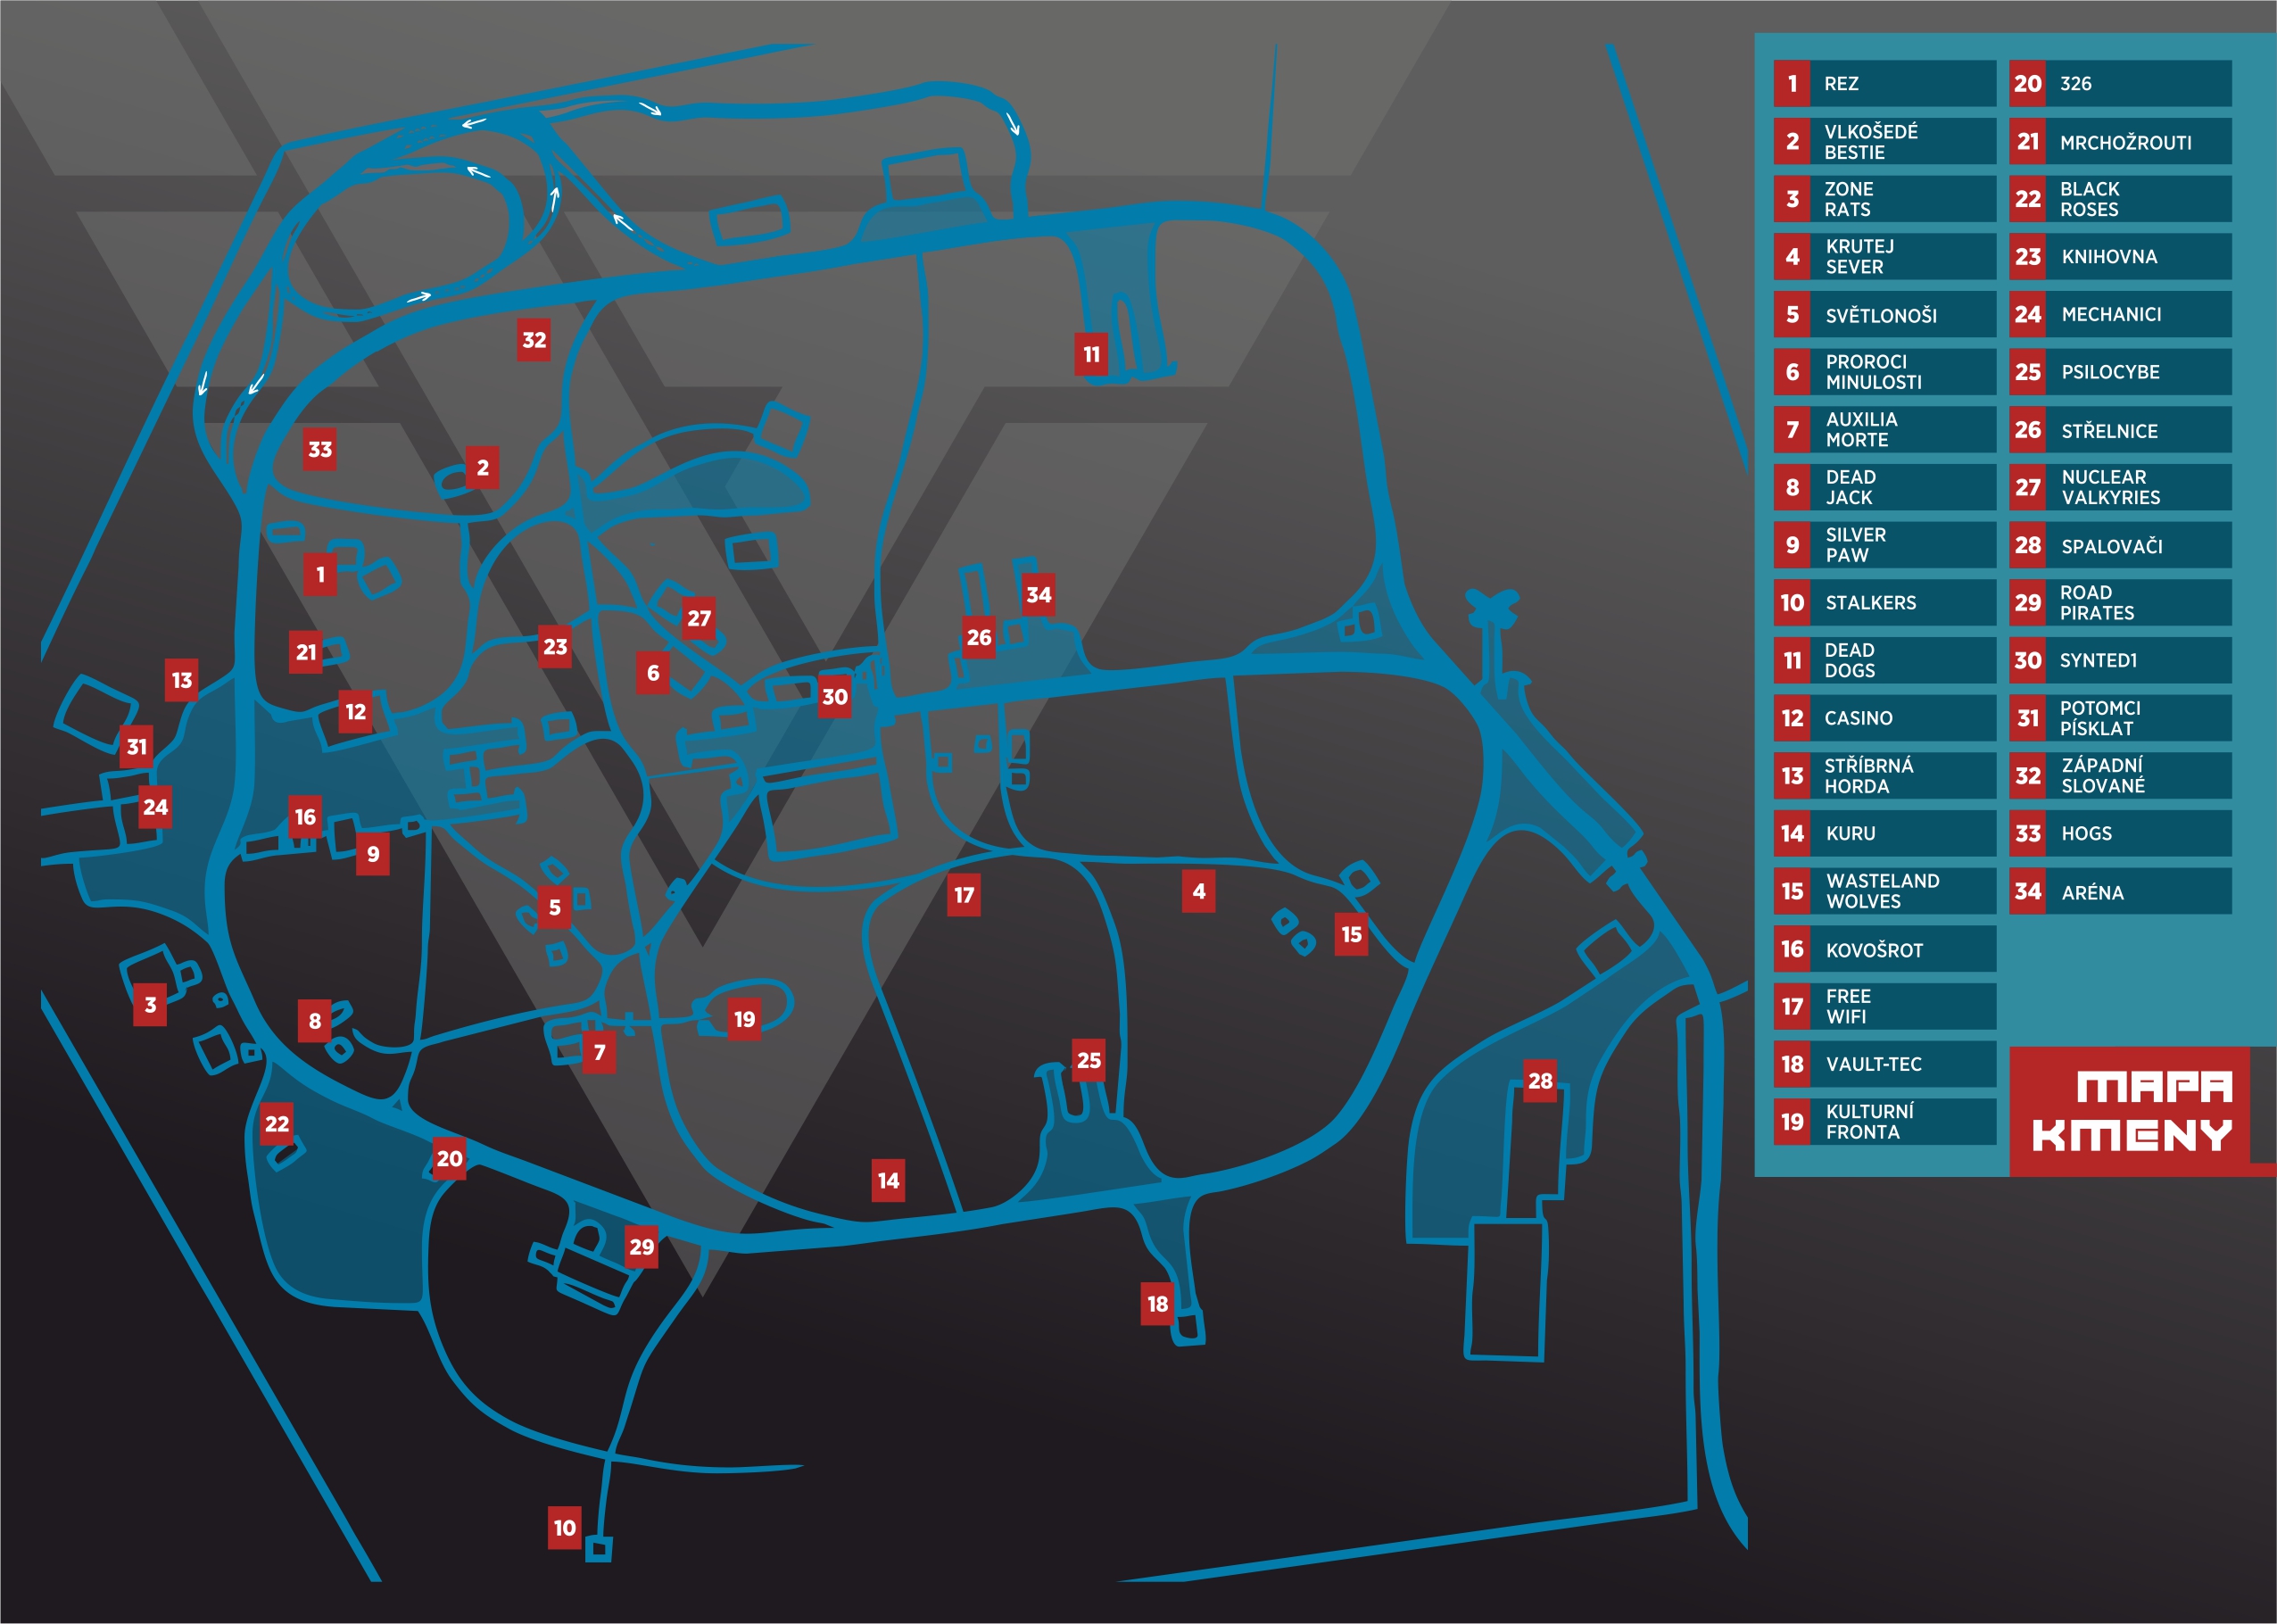 32
11
33
2
1
34
27
26
21
23
6
13
30
12
31
24
16
9
17
4
5
15
3
8
19
7
25
28
22
20
14
29
18
10
1 REZ
2 VLKOŠEDÉ
BESTIE
3 ZONE
RATS
4 KRUTEJ
SEVER
5 SVĚTLONOŠI
6 PROROCI
MINULOSTI
7 AUXILIA
MORTE
8 DEAD
JACK
9 SILVER
PAW
10 STALKERS
11 DEAD
DOGS
12 CASINO
13 STŘÍBRNÁ
HORDA
14 KURU
15 WASTELAND
WOLVES
16 KOVOŠROT
17 FREE
WIFI
18 VAULT-TEC
19 KULTURNÍ
FRONTA
20 326
21 MRCHOŽROUTI
22 BLACK
ROSES
23 KNIHOVNA
24 MECHANICI
25 PSILOCYBE
26 STŘELNICE
27 NUCLEAR
VALKYRIES
28 SPALOVAČI
29 ROAD
PIRATES
30 SYNTED1
31 POTOMCI
PÍSKLAT
32 ZÁPADNÍ
SLOVANÉ
33 HOGS
34 ARÉNA
MAPA
KMENY